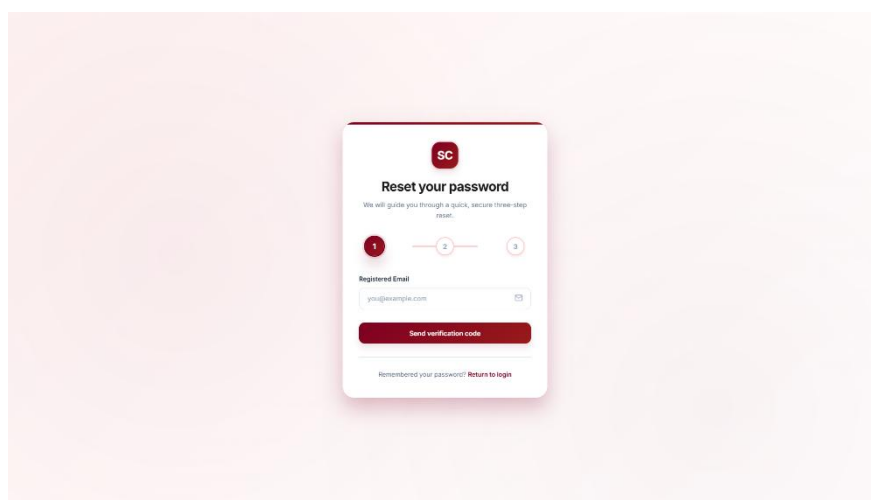 SC
Reset your password
We will guide you through a quick, secure three-step
reset.
1
2
3
Registered Email
you@example.com
Send verification code
Remembered your password? Return to login